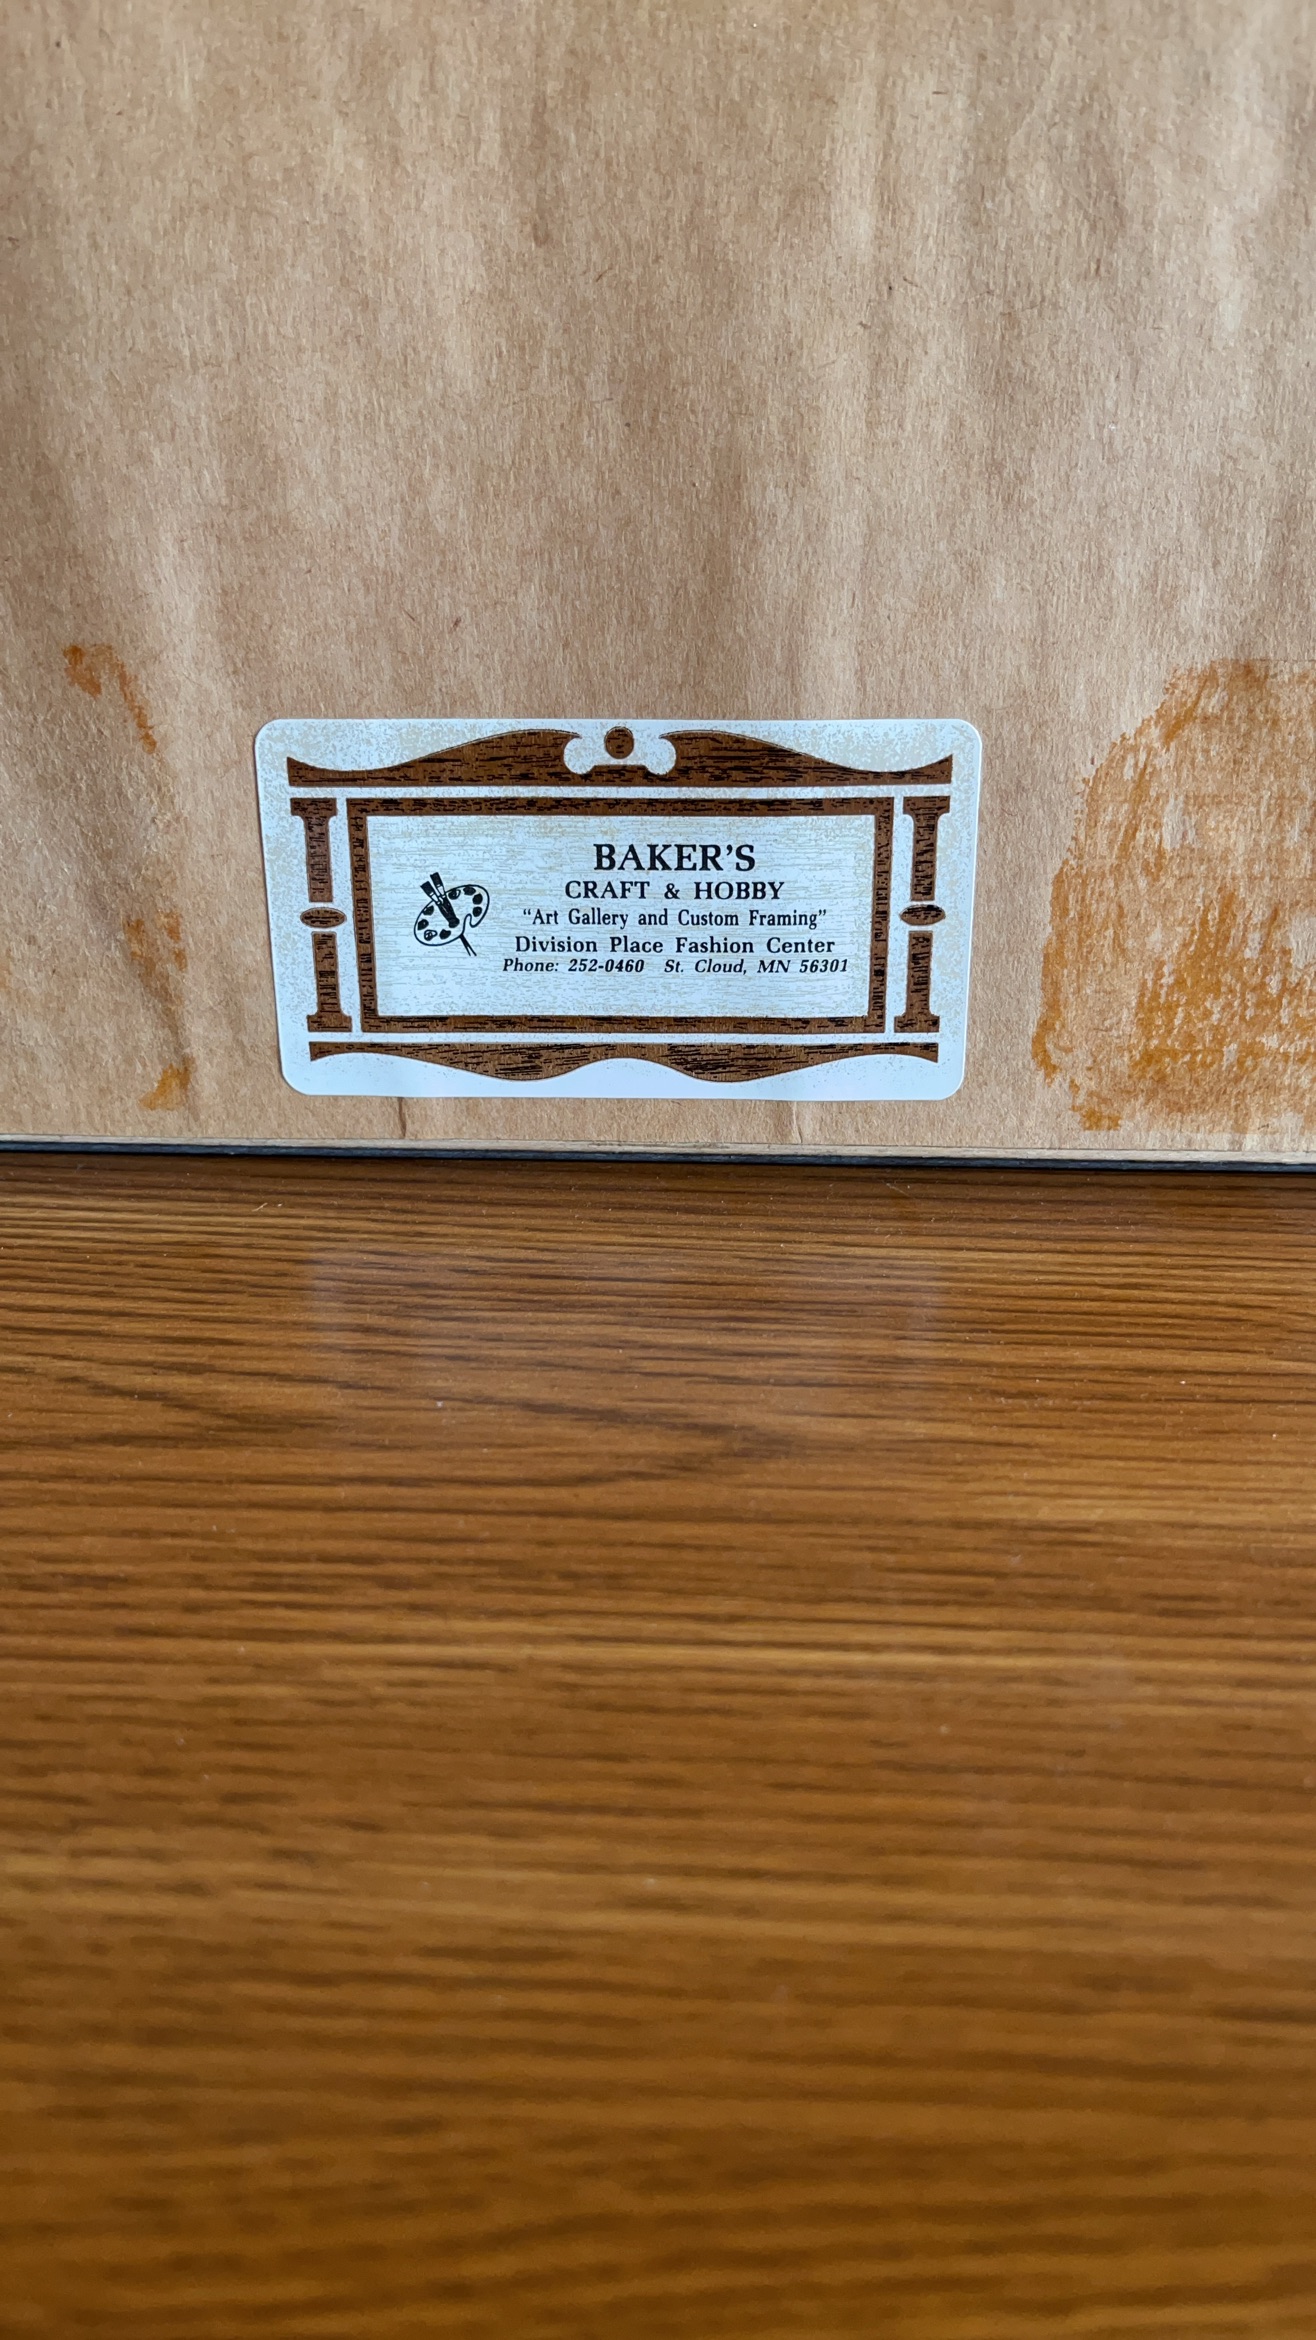 BAKER'S
CRAFT & HOBBY
"Art Gallery and Custom Framing"
Division Place Fashion Center
Phone: 252-0460 St. Cloud, MN 56301